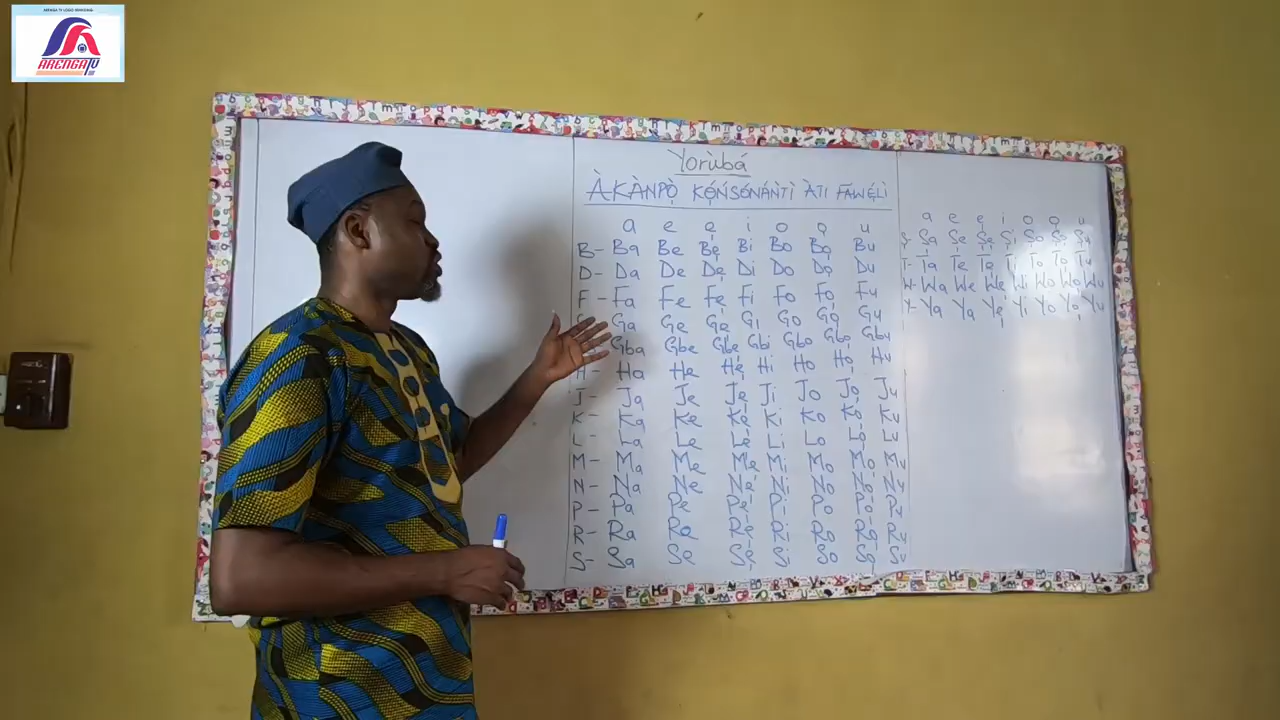 ARENGA TV
Yorùbá
ÀKÀNPỌ̀ KỌ́ŃSỌ́NÁǸTÌ ÀTI FÁWẸ́LÌ
a e ẹ i o ọ u
B- Ba Be Bẹ Bi Bo Bọ Bu
D- Da De Dẹ Di Do Dọ Du
F- Fa Fe Fẹ Fi Fo Fọ Fu
Ga Ge Gẹ Gi Go Gọ Gu
Gba Gbe Gbẹ Gbi Gbo Gbọ Gbu
H- Ha He Hẹ Hi Ho Họ Hu
J- Ja Je Jẹ Ji Jo Jọ Ju
K- Ka Ke Kẹ Ki Ko Kọ Ku
L- La Le Lẹ Li Lo Lọ Lu
M- Ma Me Mẹ Mi Mo Mọ Mu
N- Na Ne Nẹ Ni No Nọ Nu
P- Pa Pe Pẹ Pi Po Pọ Pu
R- Ra Re Rẹ Ri Ro Rọ Ru
S- Sa Se Sẹ Si So Sọ Su
a e ẹ i o ọ u
Ṣ- Ṣa Ṣe Ṣẹ Ṣi Ṣo Ṣọ Ṣu
T- Ta Te Tẹ Ti To Tọ Tu
W- Wa We Wẹ Wi Wo Wọ Wu
Y- Ya Ya Yẹ Yi Yo Yọ Yu